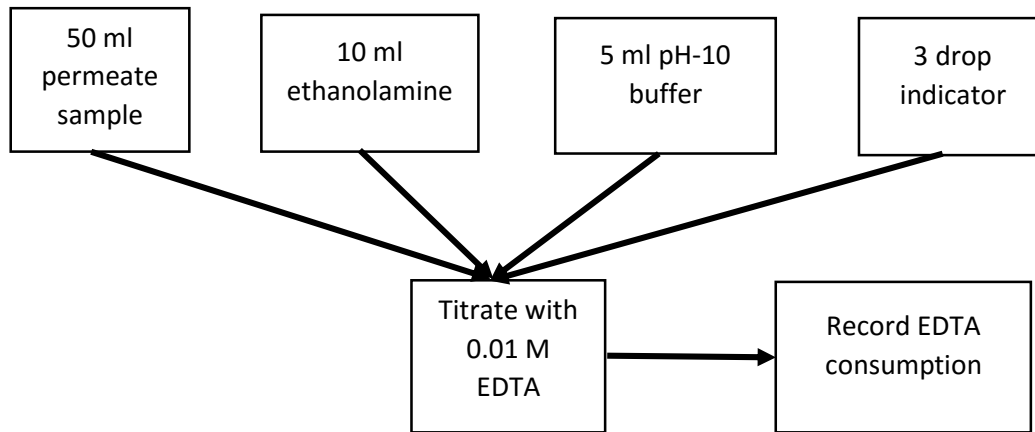 50 ml
permeate
sample
10 ml
ethanolamine
5 ml pH-10
buffer
3 drop
indicator
Titrate with
0.01 M
EDTA
Record EDTA
consumption